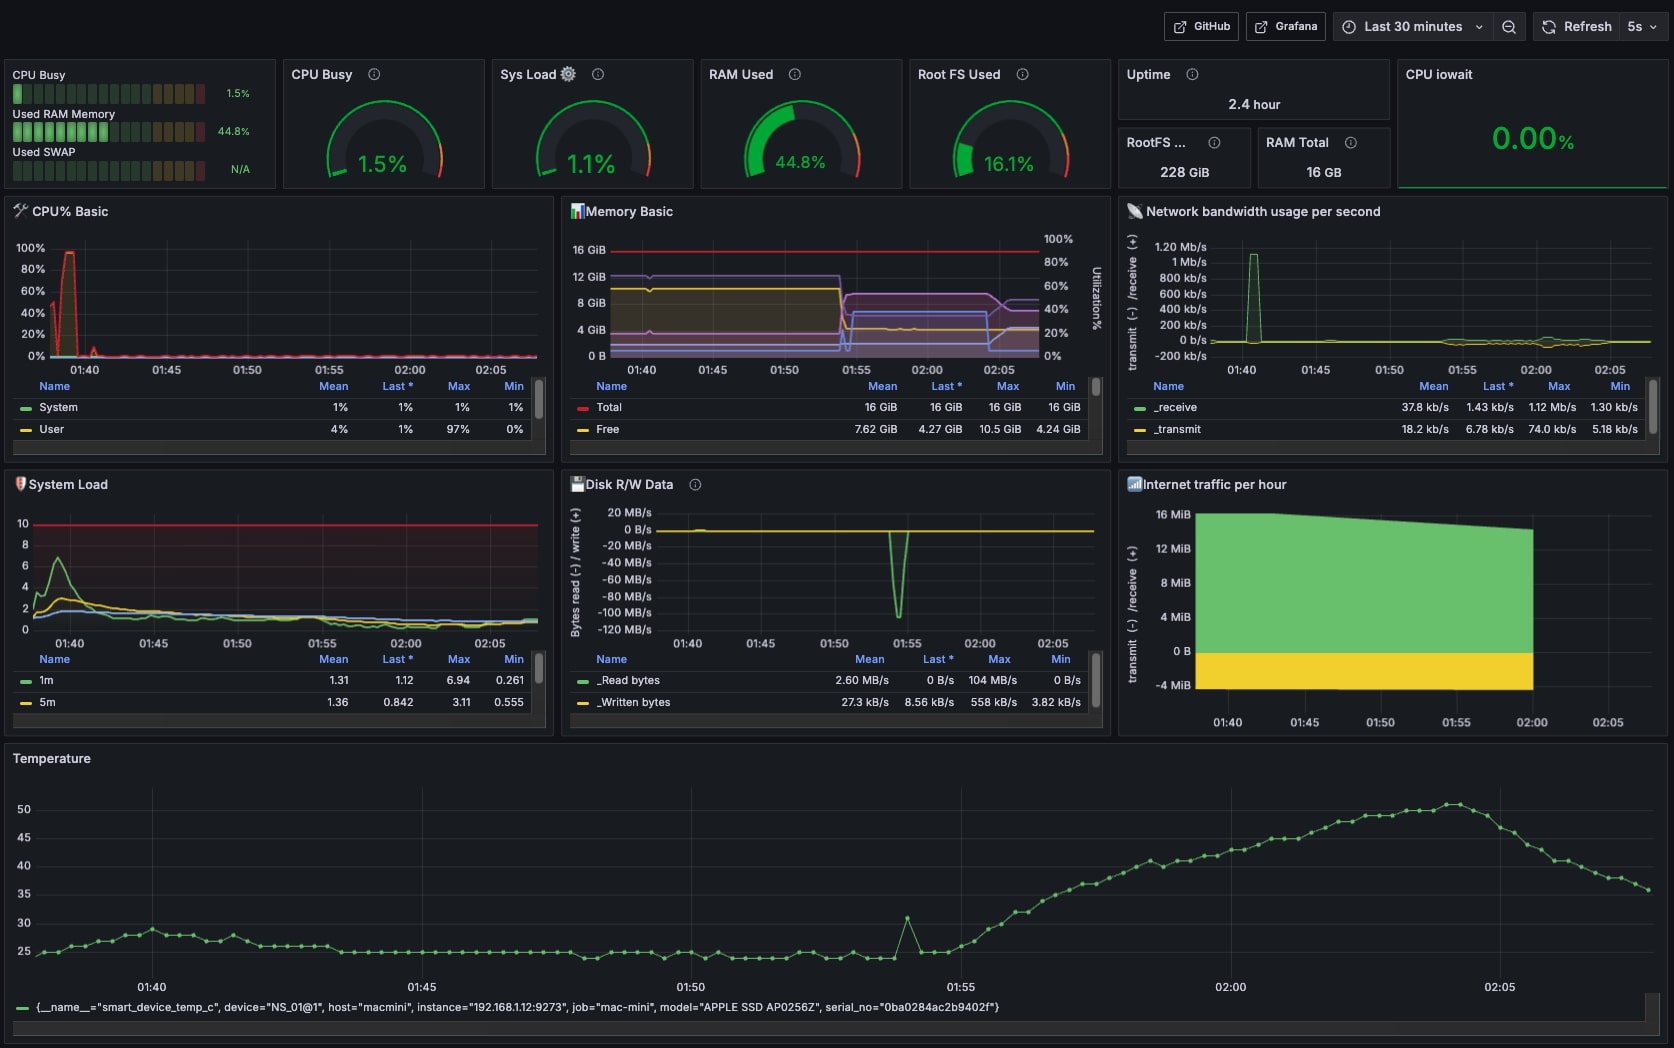 GitHub
Grafana
Last 30 minutes
Refresh
5s
CPU Busy
1.5%
Used RAM Memory
44.8%
Used SWAP
N/A
CPU Busy
1.5%
Sys Load
1.1%
RAM Used
44.8%
Root FS Used
16.1%
Uptime
2.4 hour
RootFS ...
228 GiB
RAM Total
16 GB
CPU iowait
0.00%
CPU% Basic
100%
80%
60%
40%
20%
0%
01:40 01:45 01:50 01:55 02:00 02:05
Name Mean Last * Max Min
System 1% 1% 1% 1%
User 4% 1% 97% 0%
Memory Basic
16 GiB
12 GiB
8 GiB
4 GiB
0 B
100%
80%
60%
40%
20%
0%
Utilization%
01:40 01:45 01:50 01:55 02:00 02:05
Name Mean Last * Max Min
Total 16 GiB 16 GiB 16 GiB 16 GiB
Free 7.62 GiB 4.27 GiB 10.5 GiB 4.24 GiB
Network bandwidth usage per second
transmit (-) /receive (+)
1.20 Mb/s
1 Mb/s
800 kb/s
600 kb/s
400 kb/s
200 kb/s
0 b/s
-200 kb/s
01:40 01:45 01:50 01:55 02:00 02:05
Name Mean Last * Max Min
_receive 37.8 kb/s 1.43 kb/s 1.12 Mb/s 1.30 kb/s
_transmit 18.2 kb/s 6.78 kb/s 74.0 kb/s 5.18 kb/s
System Load
10
8
6
4
2
0
01:40 01:45 01:50 01:55 02:00 02:05
Name Mean Last * Max Min
1m 1.31 1.12 6.94 0.261
5m 1.36 0.842 3.11 0.555
Disk R/W Data
Bytes read (-) / write (+)
20 MB/s
0 B/s
-20 MB/s
-40 MB/s
-60 MB/s
-80 MB/s
-100 MB/s
-120 MB/s
01:40 01:45 01:50 01:55 02:00 02:05
Name Mean Last * Max Min
_Read bytes 2.60 MB/s 0 B/s 104 MB/s 0 B/s
_Written bytes 27.3 kB/s 8.56 kB/s 558 kB/s 3.82 kB/s
Internet traffic per hour
transmit (-) /receive (+)
16 MiB
12 MiB
8 MiB
4 MiB
0 B
-4 MiB
01:40 01:45 01:50 01:55 02:00 02:05
Temperature
50
45
40
35
30
25
01:40 01:45 01:50 01:55 02:00 02:05
{__name__="smart_device_temp_c", device="NS_01@1", host="macmini", instance="192.168.1.12:9273", job="mac-mini", model="APPLE SSD AP0256Z", serial_no="0ba0284ac2b9402f"}